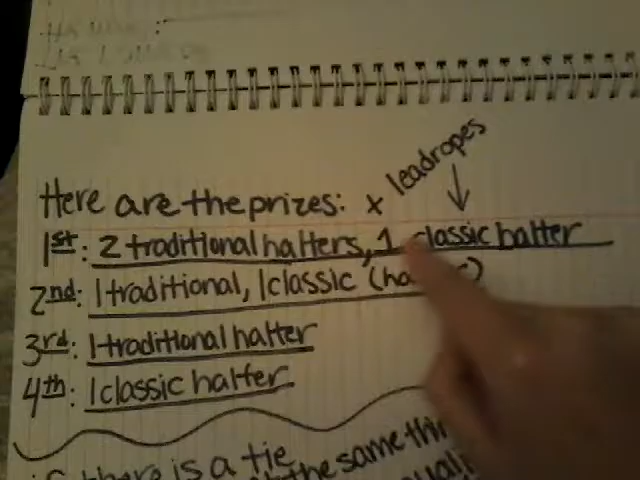 leadropes
Here are the prizes: x
1st: 2 traditional halters, 1 classic halter
2nd: 1 traditional, 1 classic
3rd: 1 traditional halter
4th: 1 classic halter
there is a tie
the same